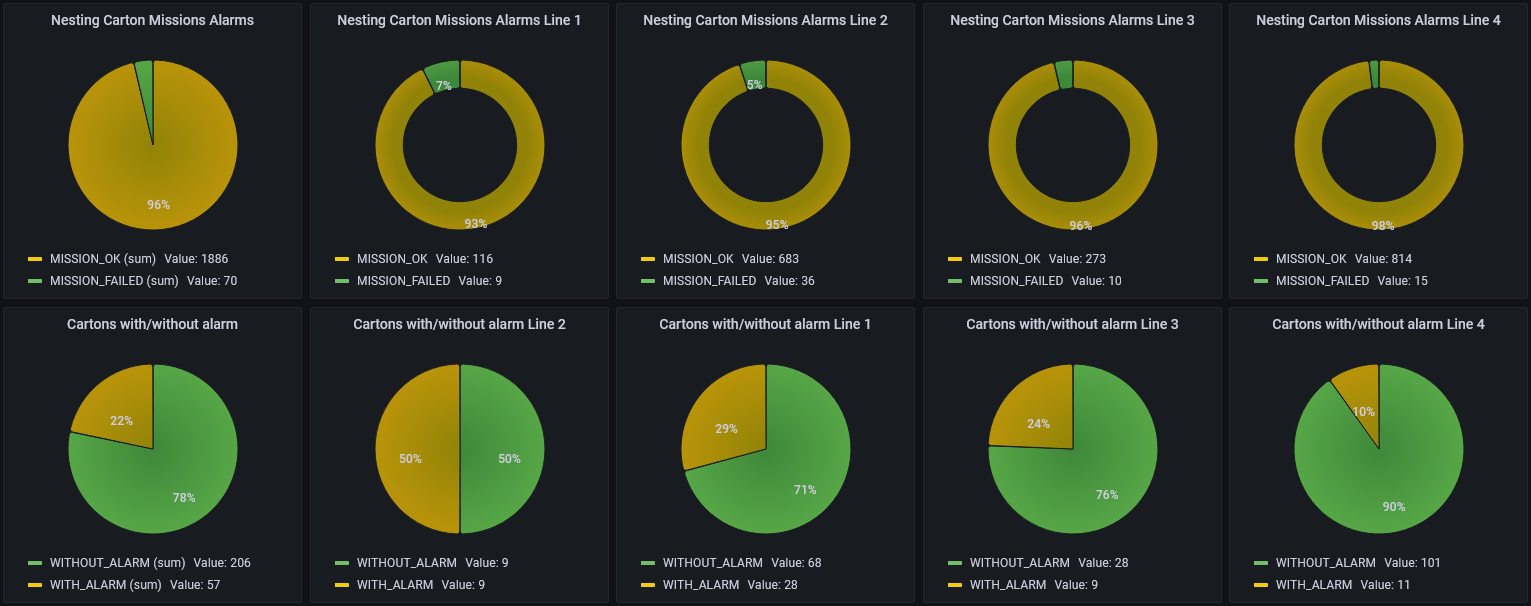 Nesting Carton Missions Alarms
96%
MISSION_OK (sum) Value: 1886
MISSION_FAILED (sum) Value: 70
Nesting Carton Missions Alarms Line 1
7%
93%
MISSION_OK Value: 116
MISSION_FAILED Value: 9
Nesting Carton Missions Alarms Line 2
5%
95%
MISSION_OK Value: 683
MISSION_FAILED Value: 36
Nesting Carton Missions Alarms Line 3
96%
MISSION_OK Value: 273
MISSION_FAILED Value: 10
Nesting Carton Missions Alarms Line 4
98%
MISSION_OK Value: 814
MISSION_FAILED Value: 15
Cartons with/without alarm
22%
78%
WITHOUT_ALARM (sum) Value: 206
WITH_ALARM (sum) Value: 57
Cartons with/without alarm Line 2
50% 50%
WITHOUT_ALARM Value: 9
WITH_ALARM Value: 9
Cartons with/without alarm Line 1
29%
71%
WITHOUT_ALARM Value: 68
WITH_ALARM Value: 28
Cartons with/without alarm Line 3
24%
76%
WITHOUT_ALARM Value: 28
WITH_ALARM Value: 9
Cartons with/without alarm Line 4
10%
90%
WITHOUT_ALARM Value: 101
WITH_ALARM Value: 11